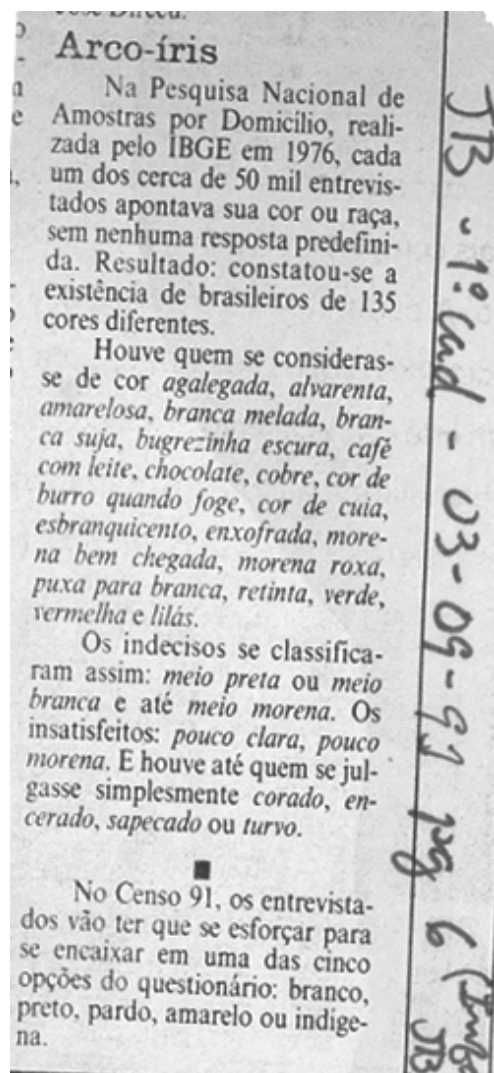 Arco-íris
Na Pesquisa Nacional de
Amostras por Domicílio, reali-
zada pelo IBGE em 1976, cada
um dos cerca de 50 mil entrevis-
tados apontava sua cor ou raça,
sem nenhuma resposta predefini-
da. Resultado: constatou-se a
existência de brasileiros de 135
cores diferentes.
Houve quem se consideras-
se de cor agalegada, alvarenta,
amarelosa, branca melada, bran-
ca suja, bugrezinha escura, café
com leite, chocolate, cobre, cor de
burro quando foge, cor de cuia,
esbranquicento, enxofrada, more-
na bem chegada, morena roxa,
puxa para branca, retinta, verde,
vermelha e lilás.
Os indecisos se classifica-
ram assim: meio preta ou meio
branca e até meio morena. Os
insatisfeitos: pouco clara, pouco
morena. E houve até quem se jul-
gasse simplesmente corado, en-
cerado, sapecado ou turvo.
No Censo 91, os entrevista-
dos vão ter que se esforçar para
se encaixar em uma das cinco
opções do questionário: branco,
preto, pardo, amarelo ou indíge-
na.
JB - 1º Cad - 03-09-91 pg 6
JB